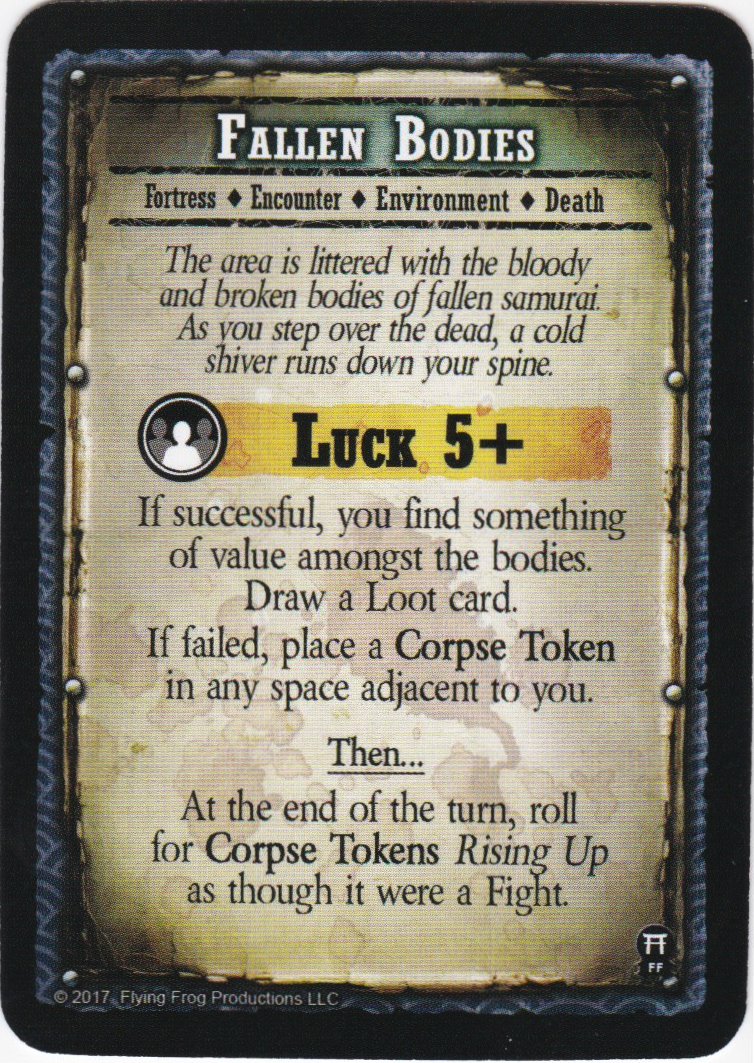 FALLEN BODIES
Fortress ♦ Encounter ♦ Environment ♦ Death
The area is littered with the bloody
and broken bodies of fallen samurai.
As you step over the dead, a cold
shiver runs down your spine.
LUCK 5+
If successful, you find something
of value amongst the bodies.
Draw a Loot card.
If failed, place a Corpse Token
in any space adjacent to you.
Then...
At the end of the turn, roll
for Corpse Tokens Rising Up
as though it were a Fight.
FF
© 2017 Flying Frog Productions LLC